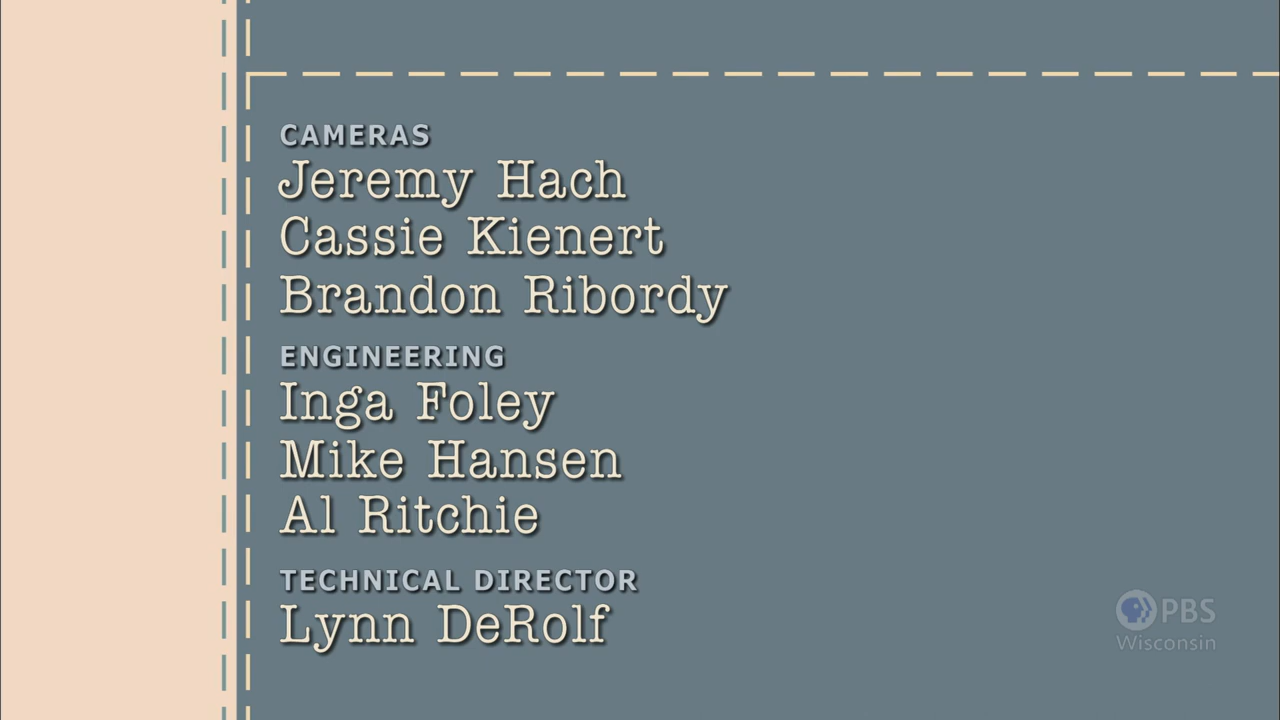 CAMERAS
Jeremy Hach
Cassie Kienert
Brandon Ribordy
ENGINEERING
Inga Foley
Mike Hansen
Al Ritchie
TECHNICAL DIRECTOR
Lynn DeRolf
PBS
Wisconsin